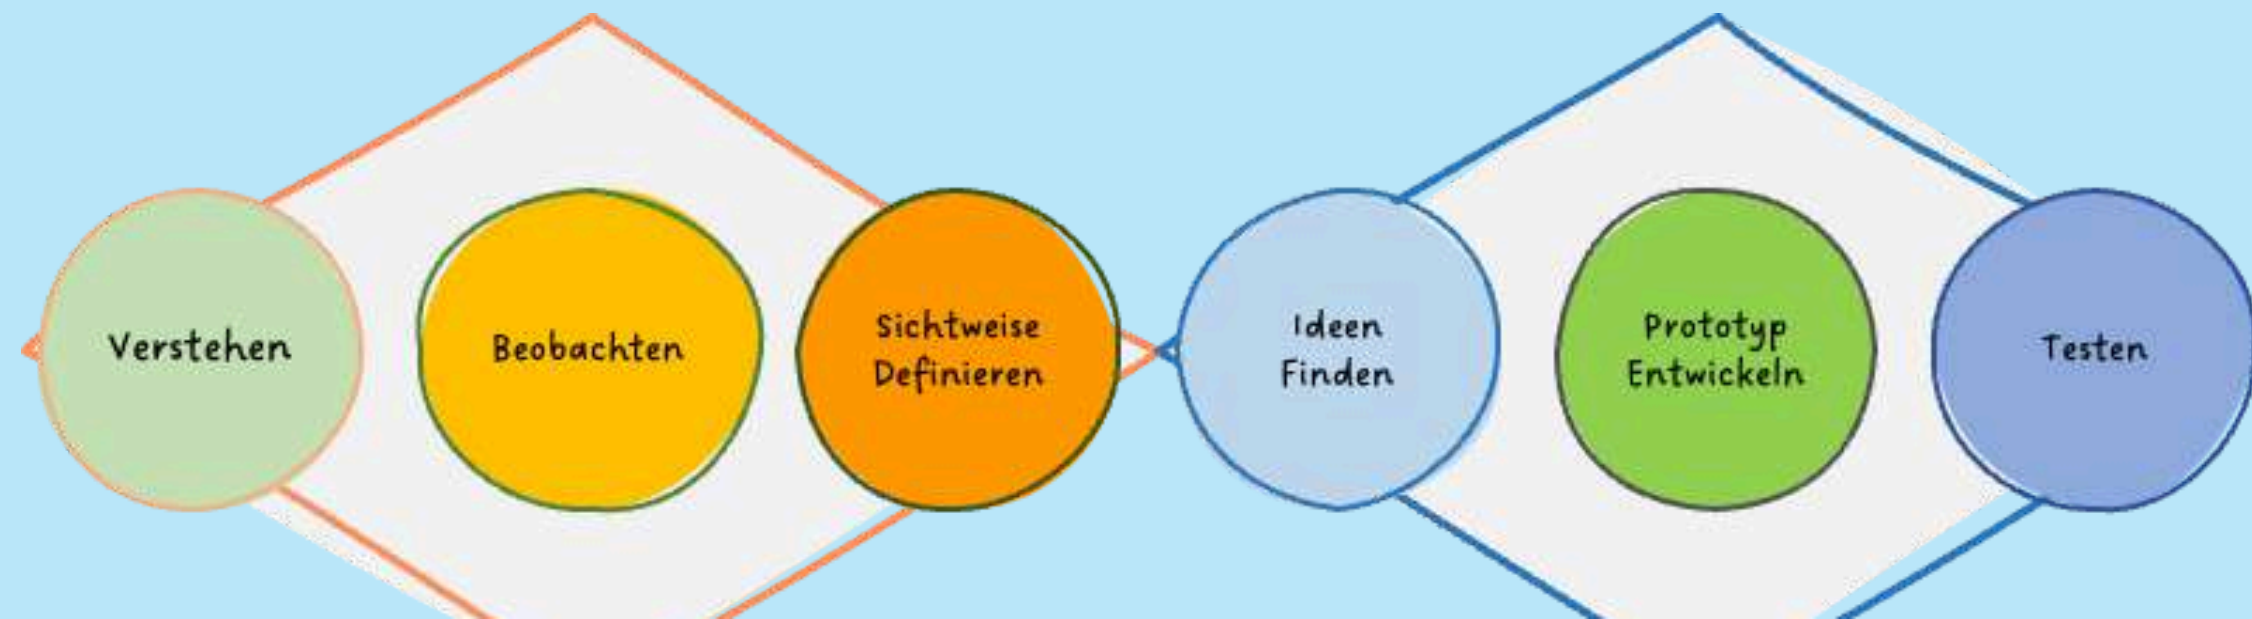 Verstehen
Beobachten
Sichtweise
Definieren
Ideen
Finden
Prototyp
Entwickeln
Testen